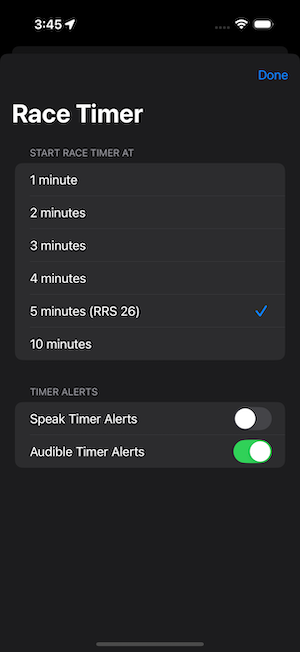 3:45
Done
Race Timer
START RACE TIMER AT
1 minute
2 minutes
3 minutes
4 minutes
5 minutes (RRS 26)
10 minutes
TIMER ALERTS
Speak Timer Alerts
Audible Timer Alerts